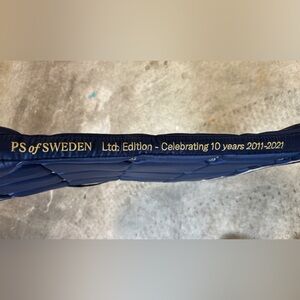 PS of SWEDEN Ltd. Edition - Celebrating 10 years 2011-2021